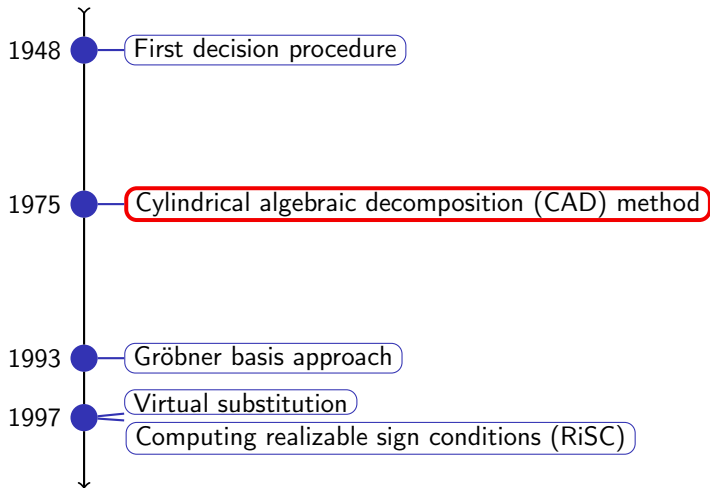 1948 First decision procedure
1975 Cylindrical algebraic decomposition (CAD) method
1993 Gröbner basis approach
Virtual substitution
1997
Computing realizable sign conditions (RiSC)